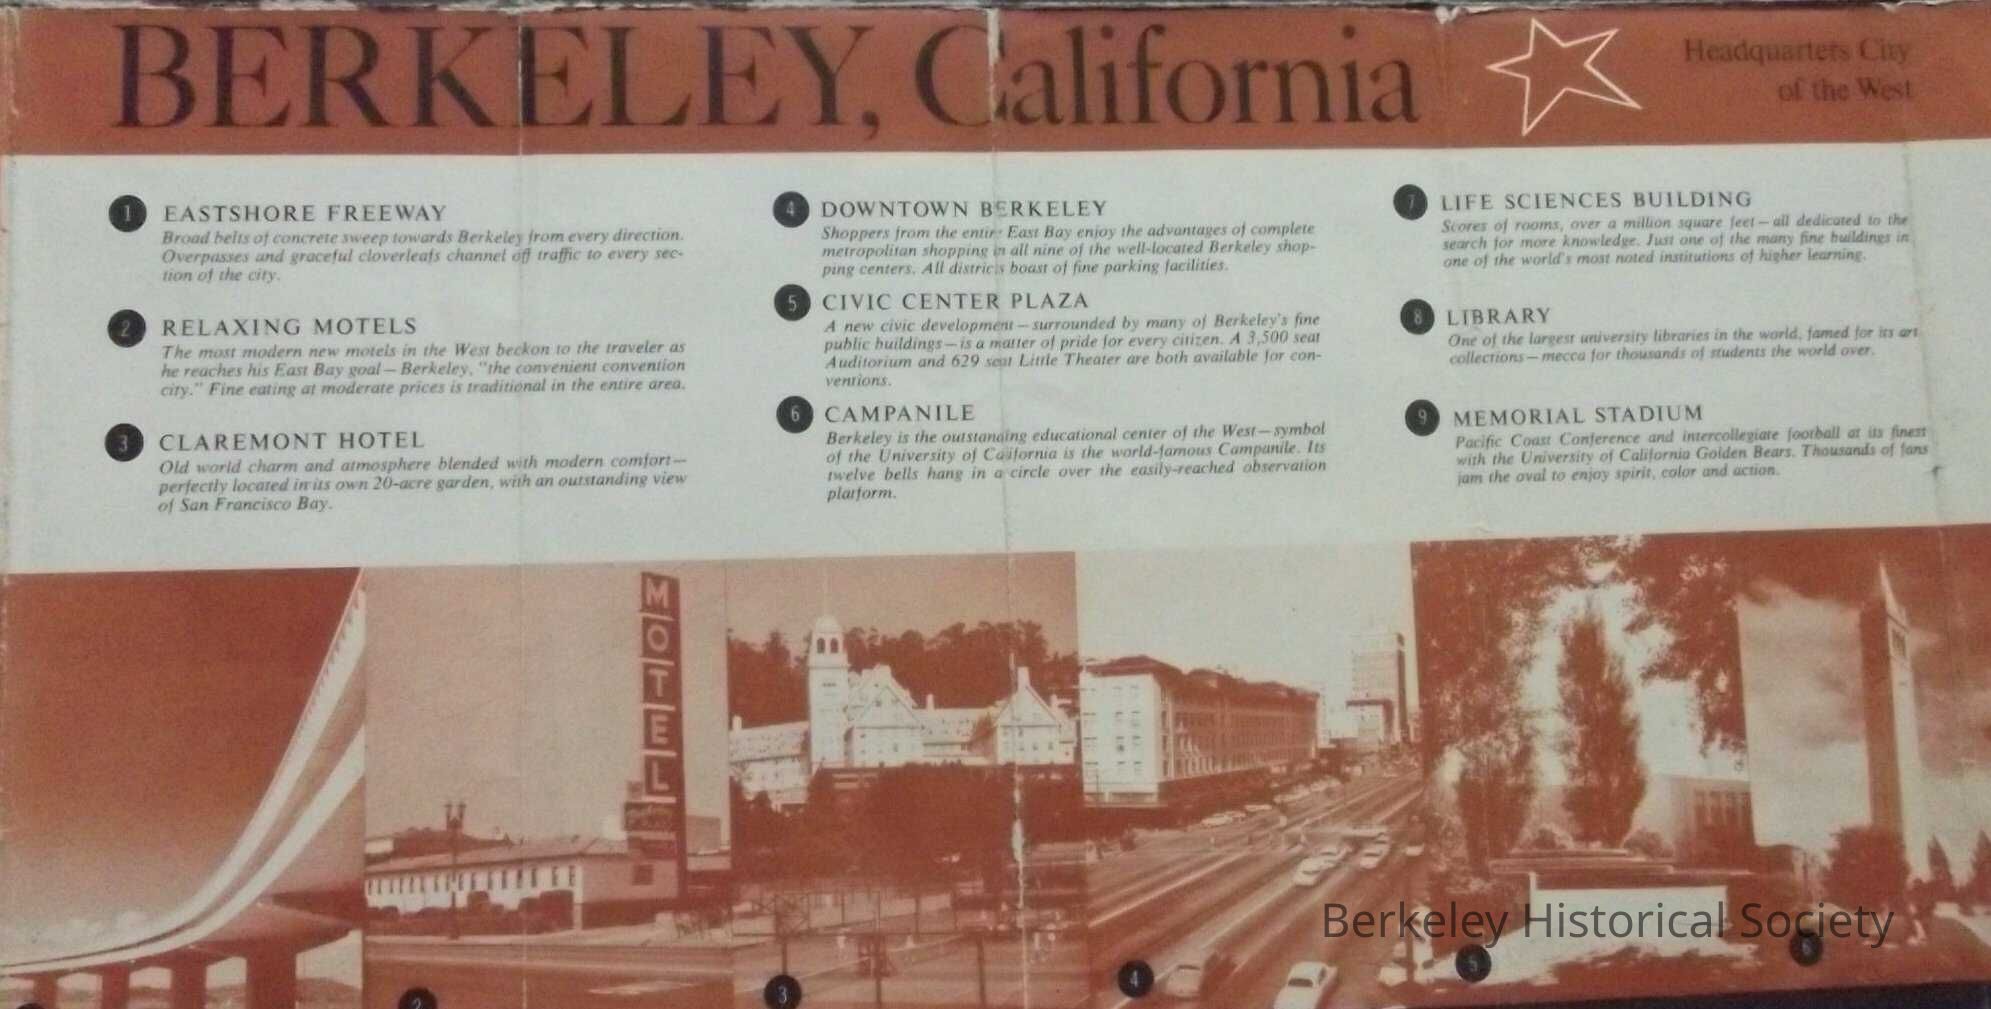 BERKELEY, California
Headquarters City
of the West
1 EASTSHORE FREEWAY
Broad belts of concrete sweep towards Berkeley from every direction.
Overpasses and graceful cloverleafs channel off traffic to every sec-
tion of the city.
2 RELAXING MOTELS
The most modern new motels in the West beckon to the traveler as
he reaches his East Bay goal — Berkeley, "the convenient convention
city." Fine eating at moderate prices is traditional in the entire area.
3 CLAREMONT HOTEL
Old world charm and atmosphere blended with modern comfort—
perfectly located in its own 20-acre garden, with an outstanding view
of San Francisco Bay.
4 DOWNTOWN BERKELEY
Shoppers from the entire East Bay enjoy the advantages of complete
metropolitan shopping in all nine of the well-located Berkeley shop-
ping centers. All districts boast of fine parking facilities.
5 CIVIC CENTER PLAZA
A new civic development — surrounded by many of Berkeley's fine
public buildings — is a matter of pride for every citizen. A 3,500 seat
Auditorium and 629 seat Little Theater are both available for con-
ventions.
6 CAMPANILE
Berkeley is the outstanding educational center of the West — symbol
of the University of California is the world-famous Campanile. Its
twelve bells hang in a circle over the easily-reached observation
platform.
7 LIFE SCIENCES BUILDING
Scores of rooms, over a million square feet — all dedicated to the
search for more knowledge. Just one of the many fine buildings in
one of the world's most noted institutions of higher learning.
8 LIBRARY
One of the largest university libraries in the world, famed for its art
collections — mecca for thousands of students the world over.
9 MEMORIAL STADIUM
Pacific Coast Conference and intercollegiate football at its finest
with the University of California Golden Bears. Thousands of fans
jam the oval to enjoy spirit, color and action.
MOTEL
Berkeley Historical Society
2
3
4
5
6